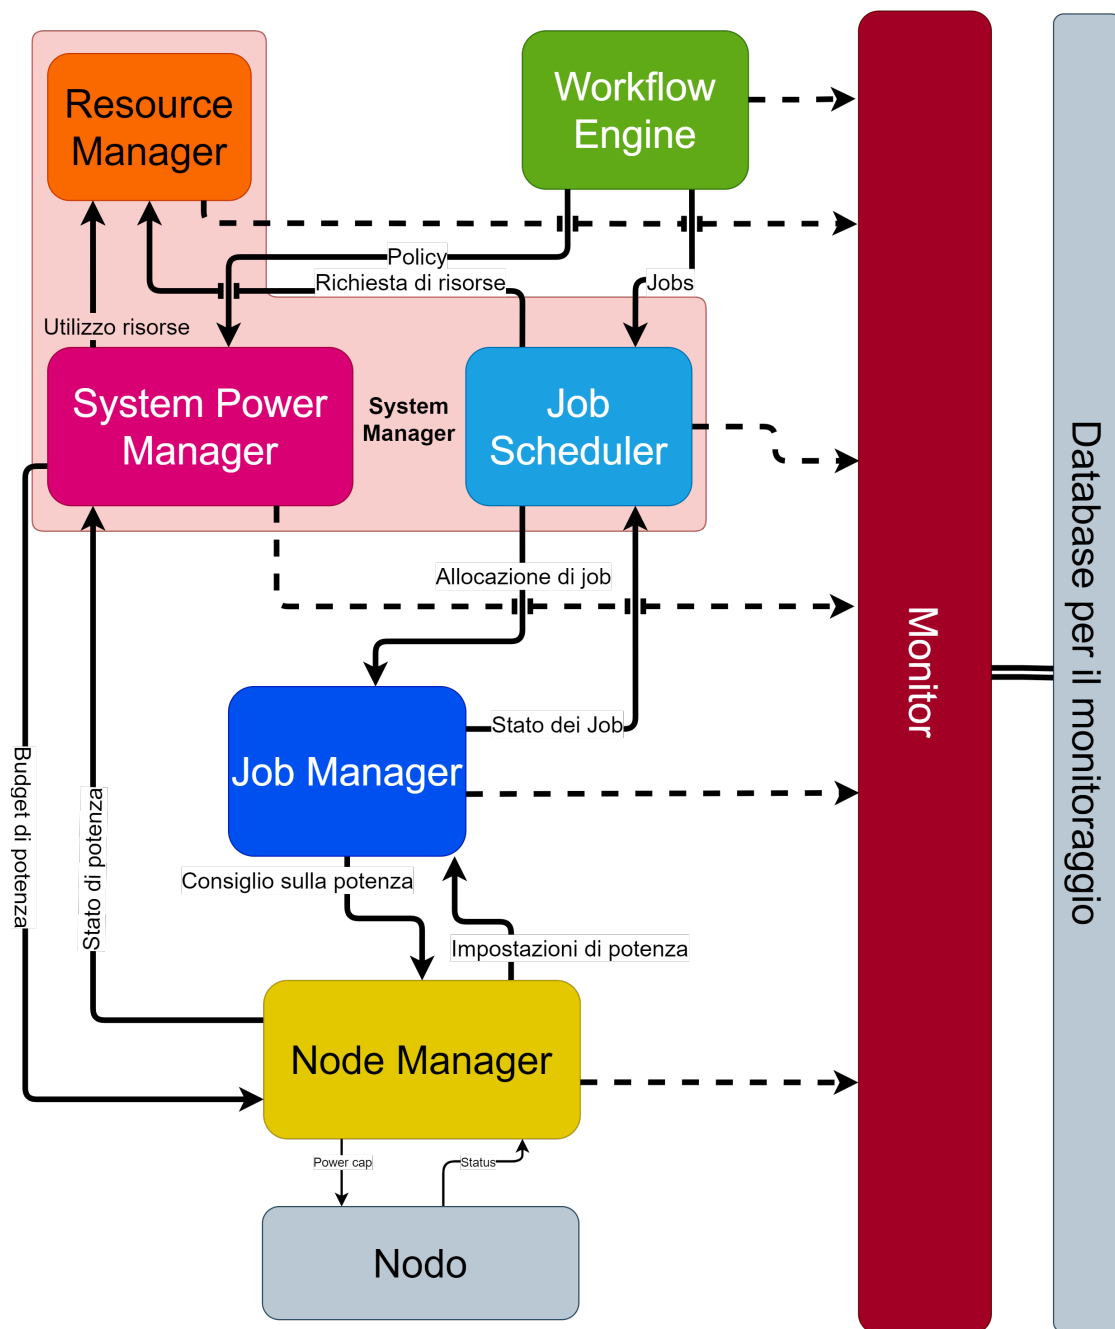 Resource
Manager
Workflow
Engine
Policy
Richiesta di risorse
Jobs
Utilizzo risorse
System Power
Manager
System
Manager
Job
Scheduler
Allocazione di job
Stato dei Job
Job Manager
Budget di potenza
Stato di potenza
Consiglio sulla potenza
Impostazioni di potenza
Node Manager
Power cap
Status
Nodo
Monitor
Database per il monitoraggio